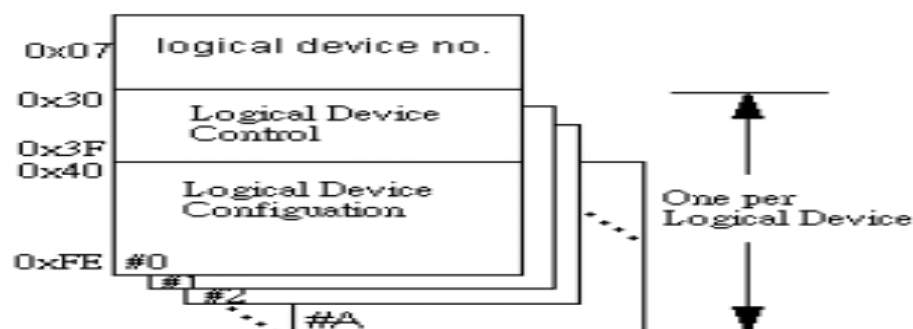 0x07 logical device no.
0x30
Logical Device
Control
0x3F
0x40
Logical Device
Configuation
One per
Logical Device
0xFE #0
#1
#2
#A